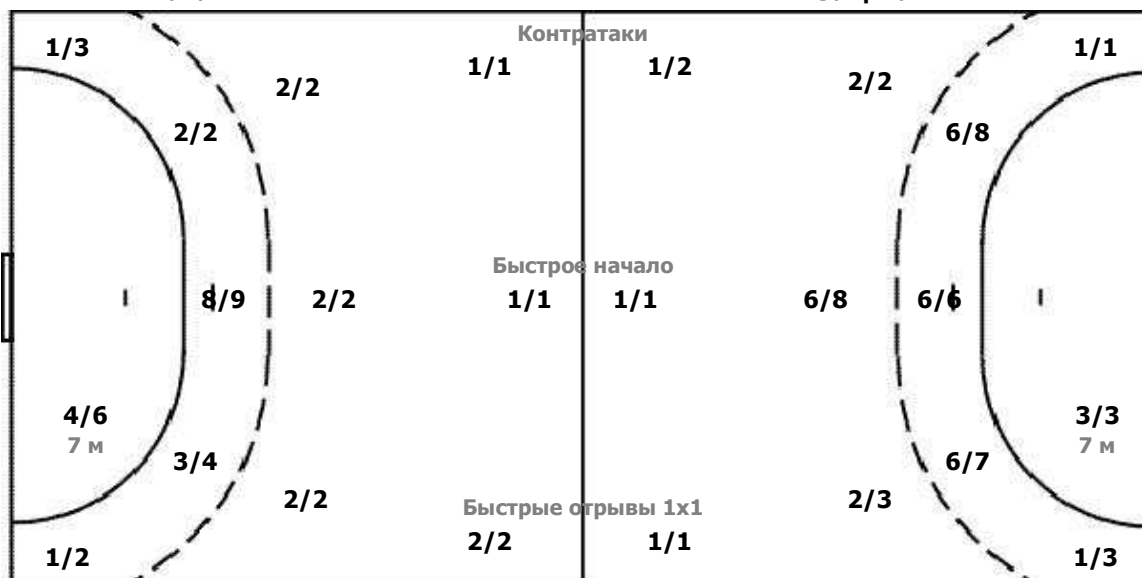 Контратаки
1/3 1/1
1/1 1/2
2/2 2/2
2/2 6/8
Быстрое начало
8/9 2/2 1/1 1/1 6/8 6/6
4/6 3/3
7 м 7 м
3/4 6/7
2/2 Быстрые отрывы 1х1 2/3
2/2 1/1
1/2 1/3